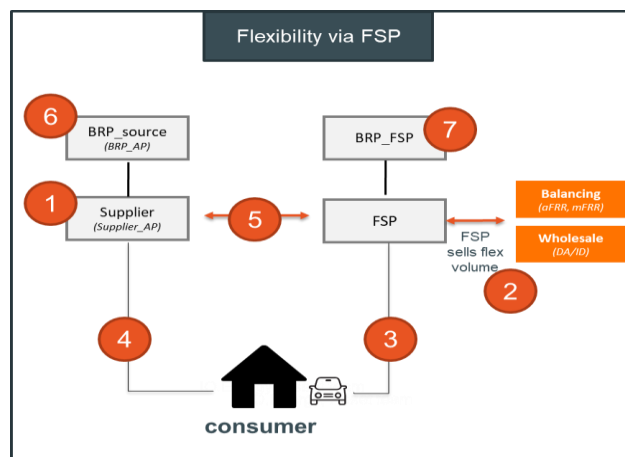 Flexibility via FSP
6
BRP_source
(BRP_AP)
BRP_FSP
7
1
Supplier
(Supplier_AP)
5
FSP
Balancing
(aFRR, mFRR)
Wholesale
(DA/ID)
FSP
sells flex
volume
2
4
3
consumer